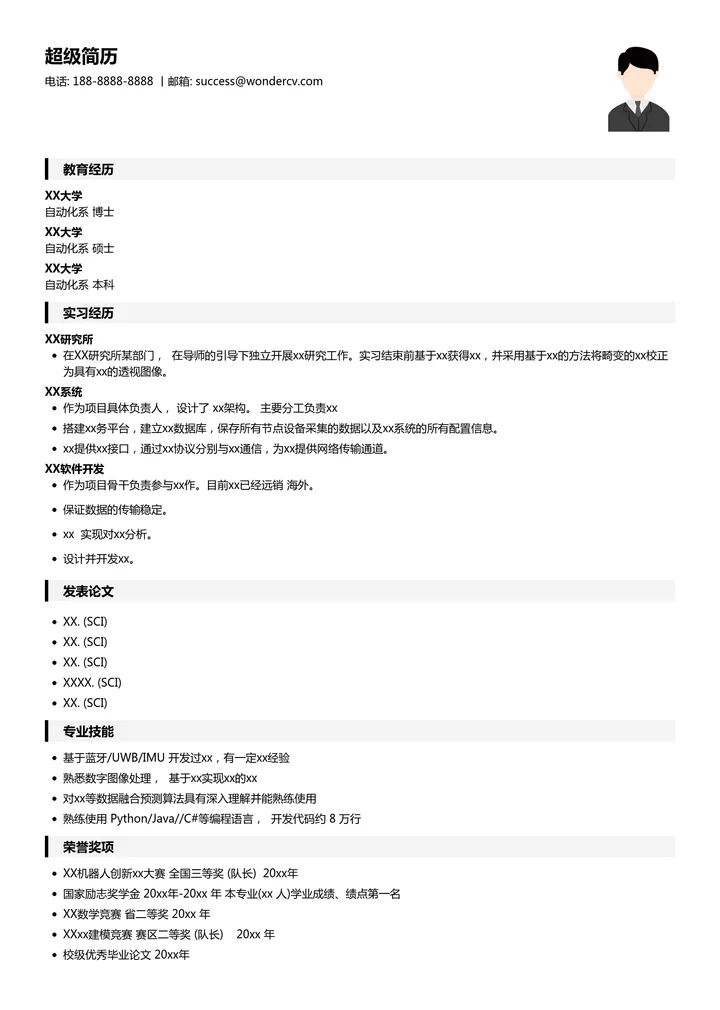 超级简历
电话: 188-8888-8888 | 邮箱: success@wondercv.com
教育经历
XX大学
自动化系 博士
XX大学
自动化系 硕士
XX大学
自动化系 本科
实习经历
XX研究所
• 在XX研究所某部门， 在导师的引导下独立开展xx研究工作。实习结束前基于xx获得xx，并采用基于xx的方法将畸变的xx校正
为具有xx的透视图像。
XX系统
• 作为项目具体负责人，设计了 xx架构。 主要分工负责xx
• 搭建xx务平台，建立xx数据库，保存所有节点设备采集的数据以及xx系统的所有配置信息。
• xx提供xx接口，通过xx协议分别与xx通信，为xx提供网络传输通道。
XX软件开发
• 作为项目骨干负责参与xx作。目前xx已经远销 海外。
• 保证数据的传输稳定。
• xx 实现对xx分析。
• 设计并开发xx。
发表论文
• XX. (SCI)
• XX. (SCI)
• XX. (SCI)
• XXXX. (SCI)
• XX. (SCI)
专业技能
• 基于蓝牙/UWB/IMU 开发过xx，有一定xx经验
• 熟悉数字图像处理， 基于xx实现xx的xx
• 对xx等数据融合预测算法具有深入理解并能熟练使用
• 熟练使用 Python/Java//C#等编程语言， 开发代码约 8 万行
荣誉奖项
• XX机器人创新xx大赛 全国三等奖 (队长) 20xx年
• 国家励志奖学金 20xx年-20xx 年 本专业(xx 人)学业成绩、绩点第一名
• XX数学竞赛 省二等奖 20xx 年
• XXxx建模竞赛 赛区二等奖 (队长) 20xx 年
• 校级优秀毕业论文 20xx年